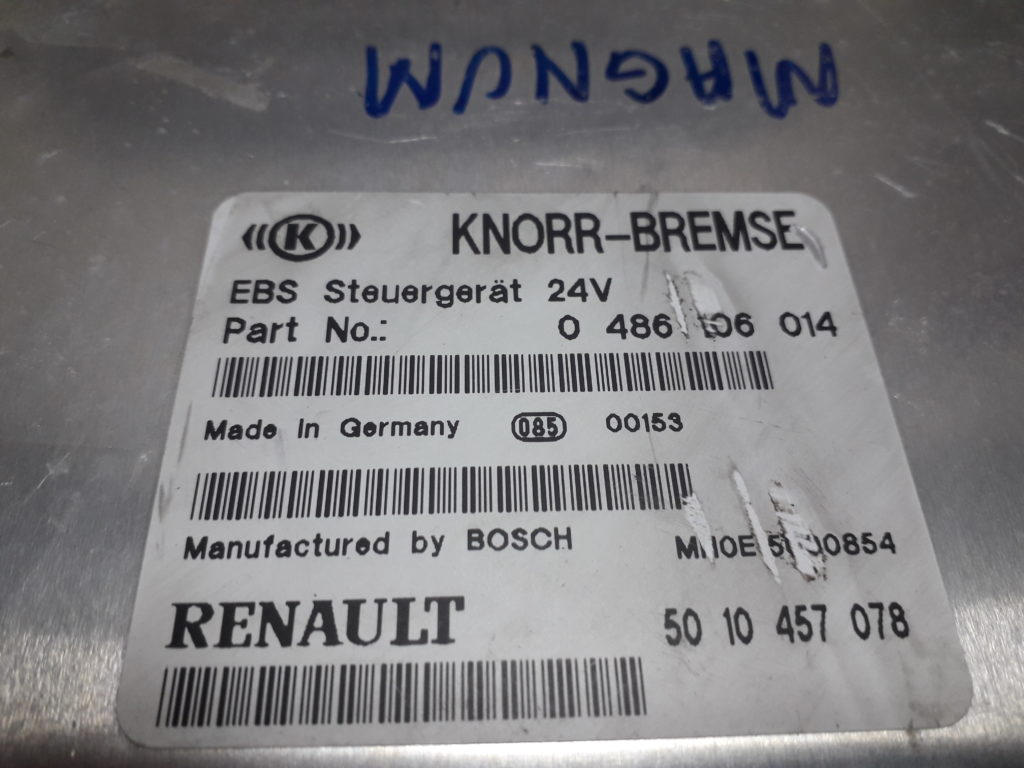 MAGNUM
K KNORR-BREMSE
EBS Steuergerät 24V
Part No.: 0 486 106 014
Made in Germany 085 00153
Manufactured by BOSCH
RENAULT 50 10 457 078